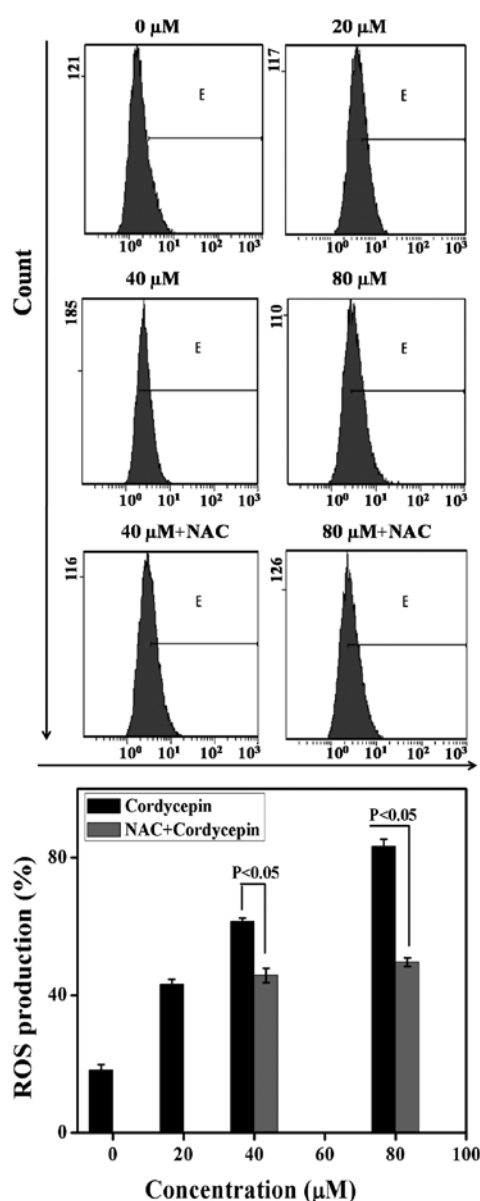 0 μM
20 μM
121
E
10⁰ 10¹ 10² 10³
117
E
10⁰ 10¹ 10² 10³
Count
40 μM
80 μM
185
E
10⁰ 10¹ 10² 10³
110
E
10⁰ 10¹ 10² 10³
40 μM+NAC
80 μM+NAC
116
E
10⁰ 10¹ 10² 10³
126
E
10⁰ 10¹ 10² 10³
Cordycepin
NAC+Cordycepin
P<0.05
P<0.05
ROS production (%)
80
40
0
0 20 40 60 80 100
Concentration (μM)